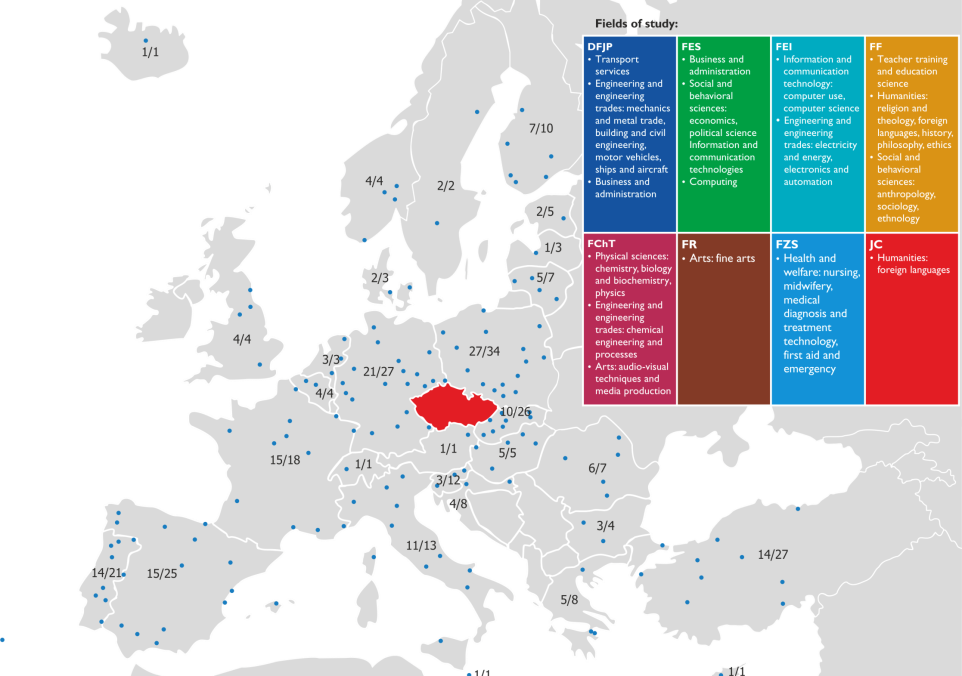 Fields of study:
DFJP
• Transport
services
• Engineering and
engineering
trades: mechanics
and metal trade,
building and civil
engineering,
motor vehicles,
ships and aircraft
• Business and
administration
FES
• Business and
administration
• Social and
behavioral
sciences:
economics,
political science
Information and
communication
technologies
• Computing
FEI
• Information and
communication
technology:
computer use,
computer science
• Engineering and
engineering
trades: electricity
and energy,
electronics and
automation
FF
• Teacher training
and education
science
• Humanities:
religion and
theology, foreign
languages, history,
philosophy, ethics
• Social and
behavioral
sciences:
anthropology,
sociology,
ethnology
FChT
• Physical sciences:
chemistry, biology
and biochemistry,
physics
• Engineering and
engineering
trades: chemical
engineering and
processes
• Arts: audio-visual
techniques and
media production
FR
• Arts: fine arts
FZS
• Health and
welfare: nursing,
midwifery,
medical
diagnosis and
treatment
technology,
first aid and
emergency
JC
• Humanities:
foreign languages
1/1
7/10
4/4
2/2
2/5
1/3
2/3
5/7
4/4
27/34
3/3
21/27
4/4
10/26
1/1
5/5
15/18
1/1
6/7
3/12
4/8
3/4
11/13
14/27
14/21
15/25
5/8
1/1
1/1